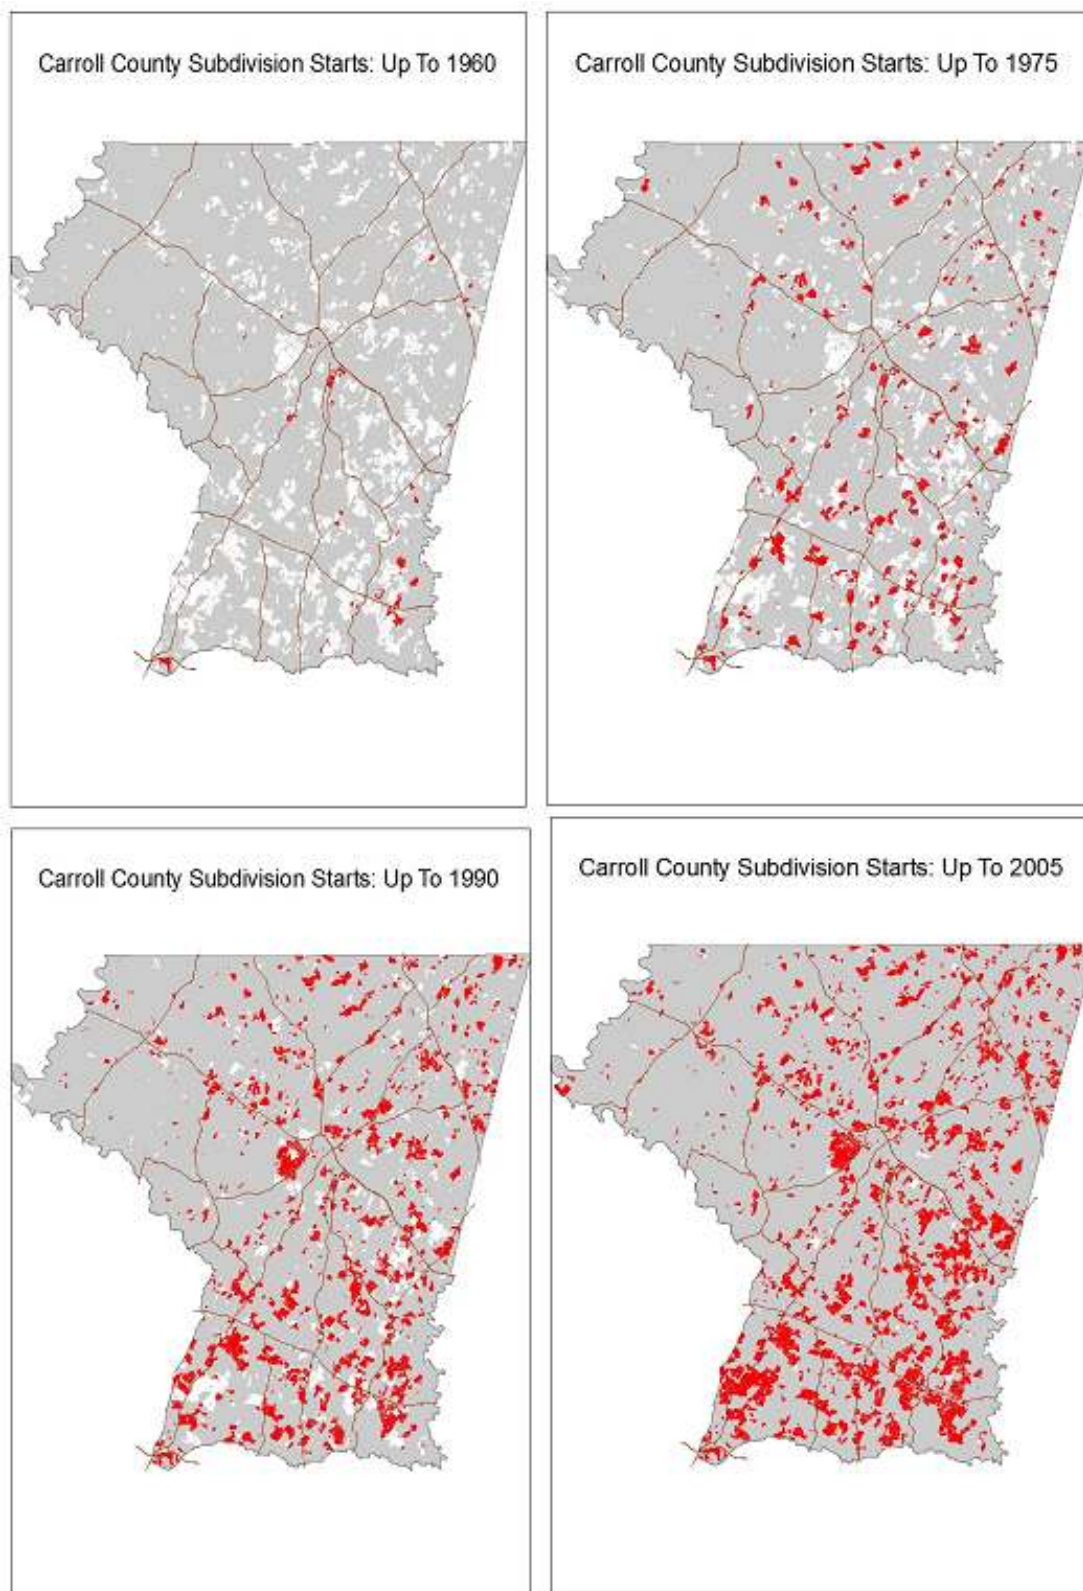 Carroll County Subdivision Starts: Up To 1960
Carroll County Subdivision Starts: Up To 1975
Carroll County Subdivision Starts: Up To 1990
Carroll County Subdivision Starts: Up To 2005